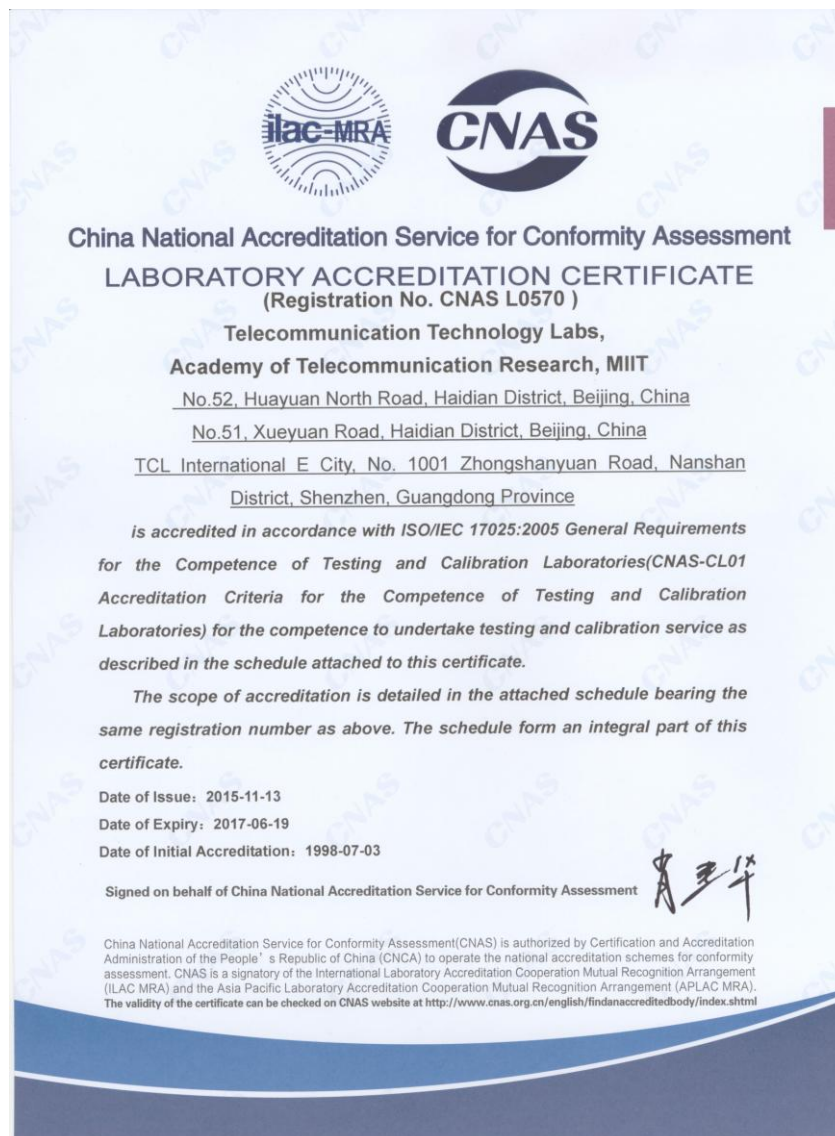 ilac-MRA
CNAS
China National Accreditation Service for Conformity Assessment
LABORATORY ACCREDITATION CERTIFICATE
(Registration No. CNAS L0570 )
Telecommunication Technology Labs,
Academy of Telecommunication Research, MIIT
No.52, Huayuan North Road, Haidian District, Beijing, China
No.51, Xueyuan Road, Haidian District, Beijing, China
TCL International E City, No. 1001 Zhongshanyuan Road, Nanshan
District, Shenzhen, Guangdong Province
is accredited in accordance with ISO/IEC 17025:2005 General Requirements
for the Competence of Testing and Calibration Laboratories(CNAS-CL01
Accreditation Criteria for the Competence of Testing and Calibration
Laboratories) for the competence to undertake testing and calibration service as
described in the schedule attached to this certificate.
The scope of accreditation is detailed in the attached schedule bearing the
same registration number as above. The schedule form an integral part of this
certificate.
Date of Issue: 2015-11-13
Date of Expiry: 2017-06-19
Date of Initial Accreditation: 1998-07-03
Signed on behalf of China National Accreditation Service for Conformity Assessment
China National Accreditation Service for Conformity Assessment(CNAS) is authorized by Certification and Accreditation
Administration of the People's Republic of China (CNCA) to operate the national accreditation schemes for conformity
assessment. CNAS is a signatory of the International Laboratory Accreditation Cooperation Mutual Recognition Arrangement
(ILAC MRA) and the Asia Pacific Laboratory Accreditation Cooperation Mutual Recognition Arrangement (APLAC MRA).
The validity of the certificate can be checked on CNAS website at http://www.cnas.org.cn/english/findanaccreditedbody/index.shtml